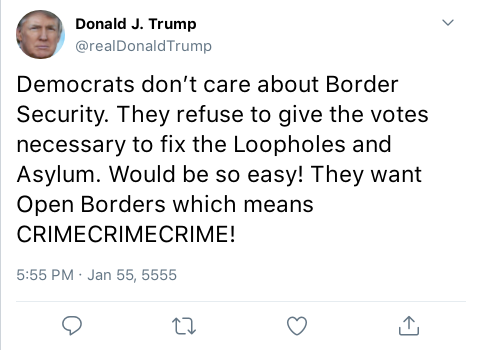 Donald J. Trump
@realDonaldTrump
Democrats don’t care about Border
Security. They refuse to give the votes
necessary to fix the Loopholes and
Asylum. Would be so easy! They want
Open Borders which means
CRIMECRIMECRIME!
5:55 PM · Jan 55, 5555